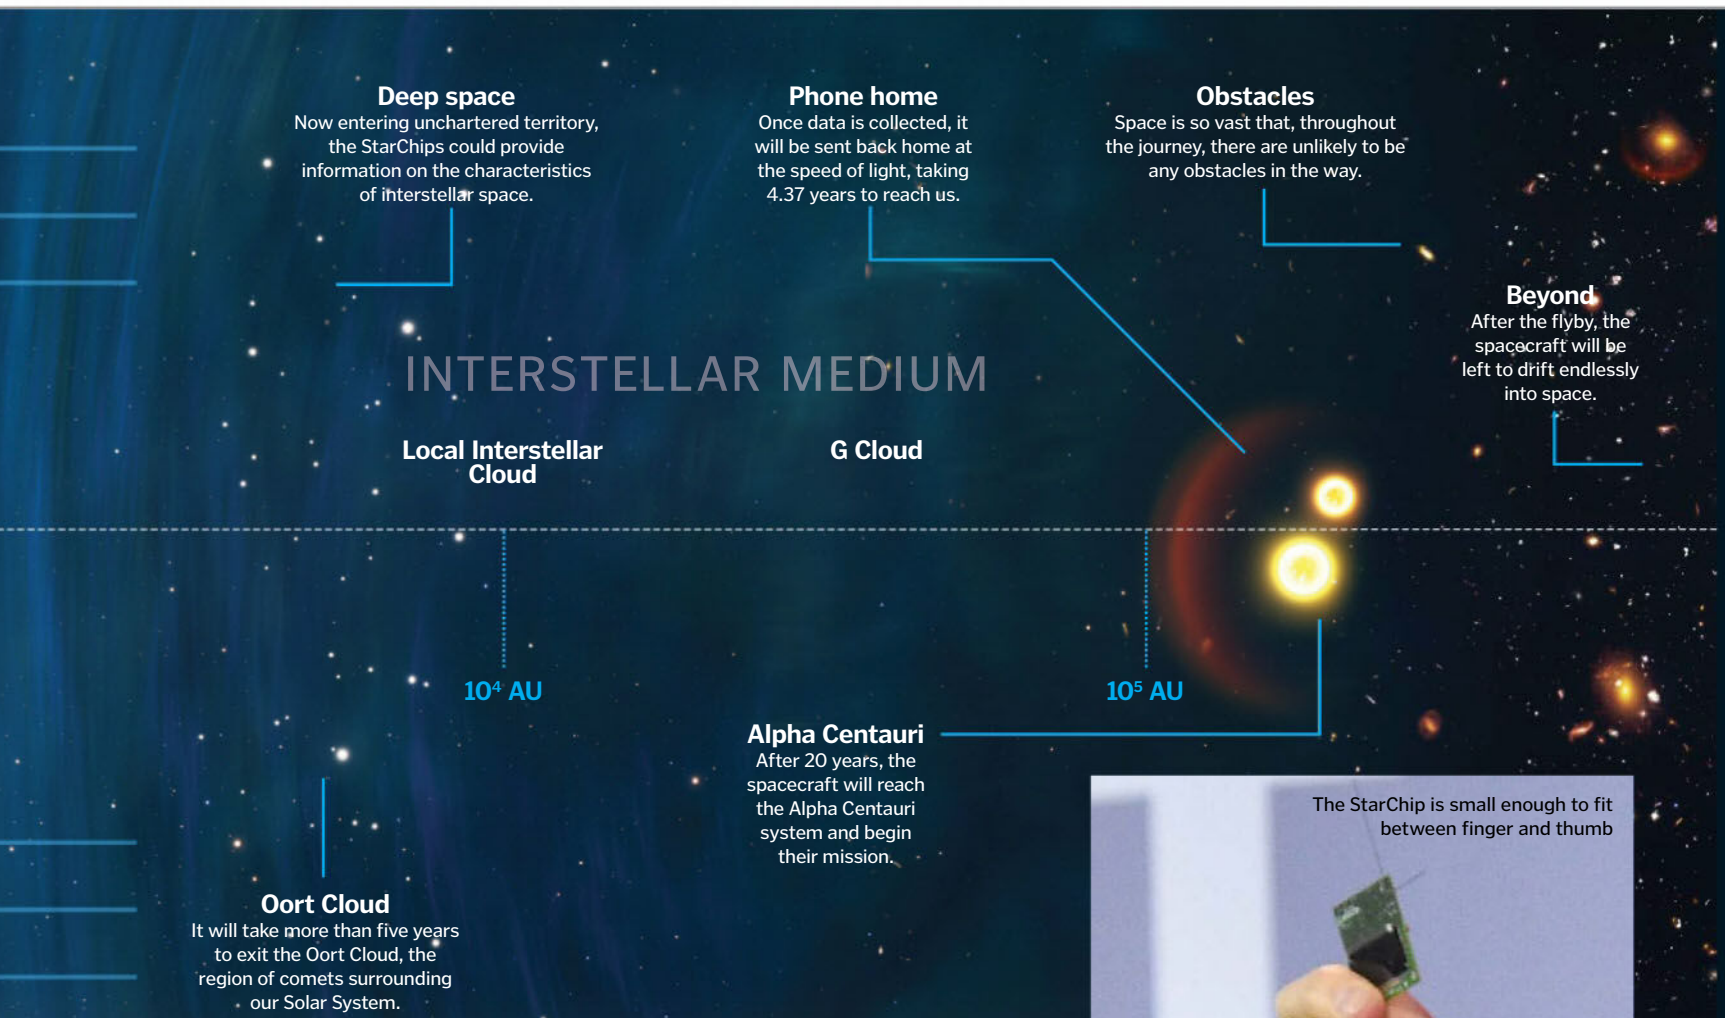 Deep space
Now entering unchartered territory,
the StarChips could provide
information on the characteristics
of interstellar space.
Phone home
Once data is collected, it
will be sent back home at
the speed of light, taking
4.37 years to reach us.
Obstacles
Space is so vast that, throughout
the journey, there are unlikely to be
any obstacles in the way.
Beyond
After the flyby, the
spacecraft will be
left to drift endlessly
into space.
INTERSTELLAR MEDIUM
Local Interstellar
Cloud
G Cloud
10⁴ AU
10⁵ AU
Alpha Centauri
After 20 years, the
spacecraft will reach
the Alpha Centauri
system and begin
their mission.
Oort Cloud
It will take more than five years
to exit the Oort Cloud, the
region of comets surrounding
our Solar System.
The StarChip is small enough to fit
between finger and thumb